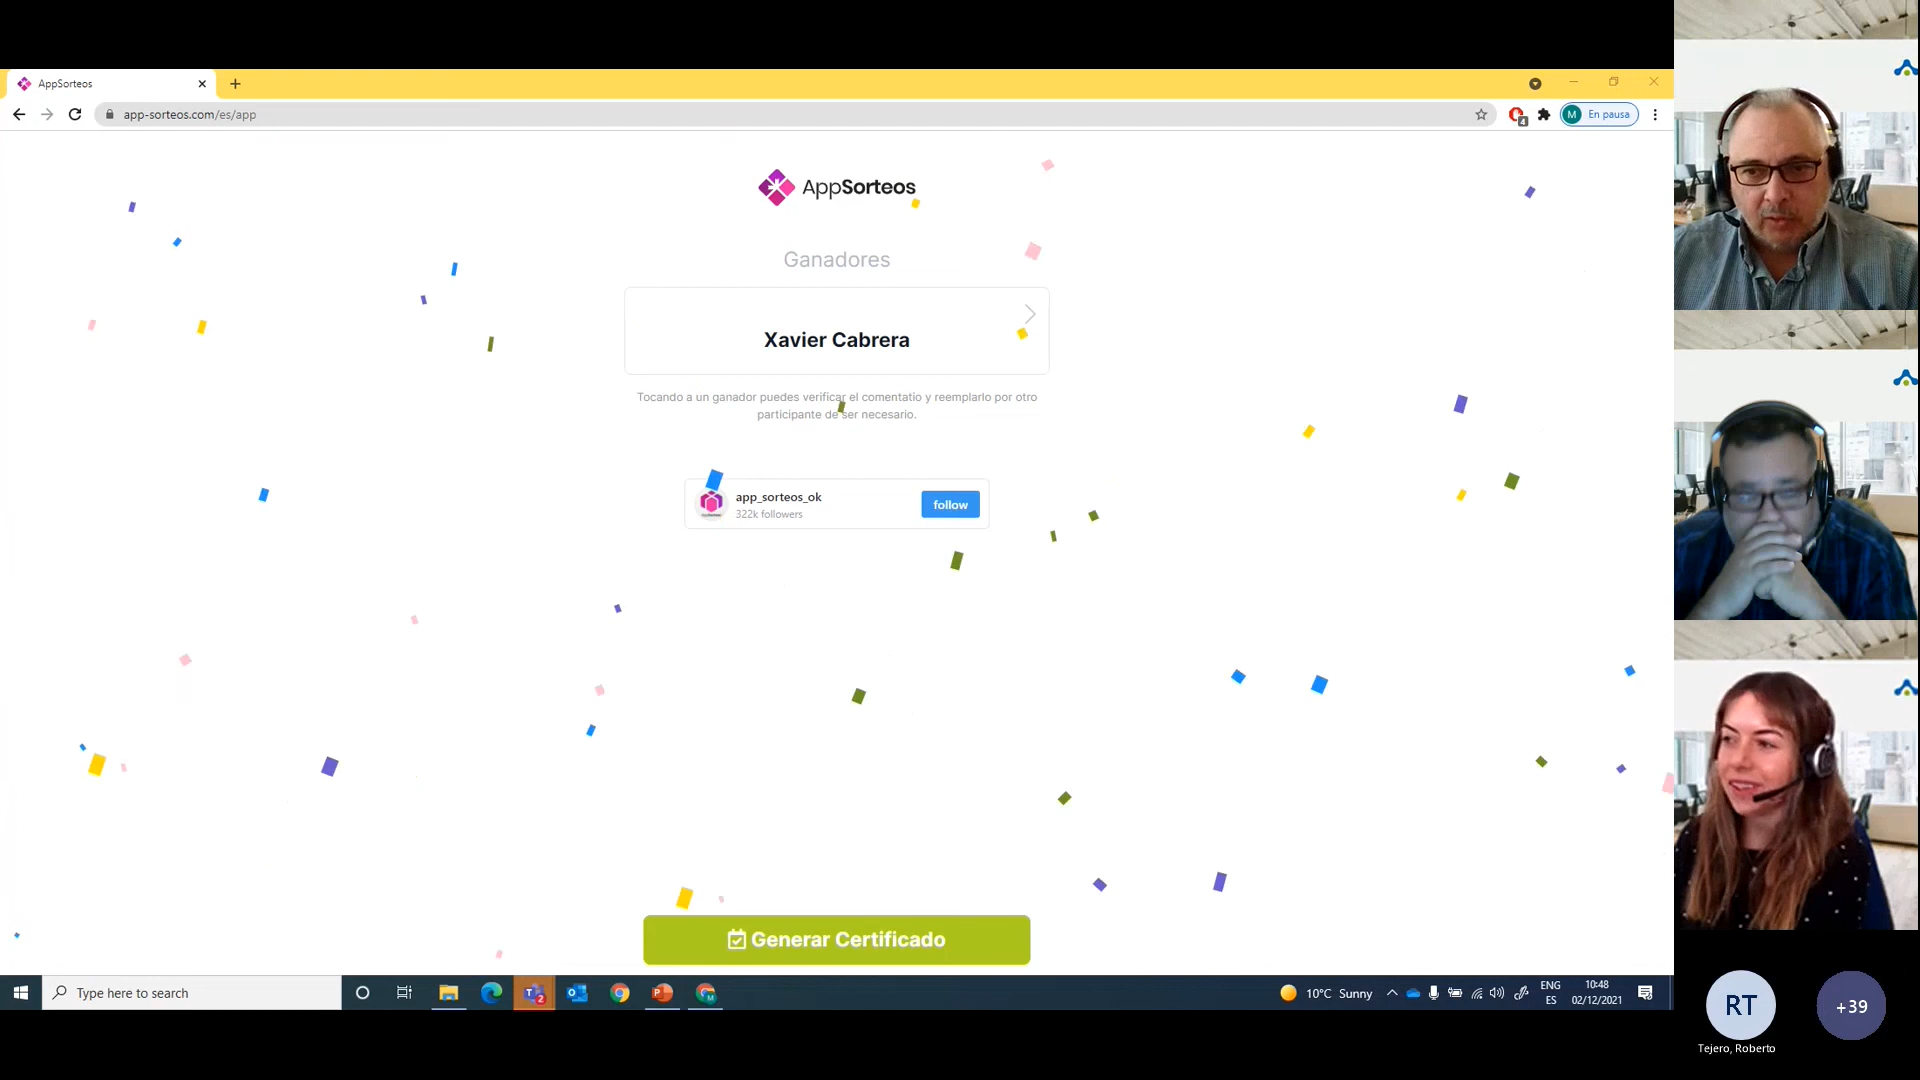 AppSorteos
app-sorteos.com/es/app
4
M
En pausa
AppSorteos
Ganadores
Xavier Cabrera
Tocando a un ganador puedes verificar el comentatio y reemplarlo por otro
participante de ser necesario.
app_sorteos_ok
322k followers
follow
Generar Certificado
Type here to search
2
10°C Sunny
ENG
ES
10:48
02/12/2021
RT
+39
Tejero, Roberto